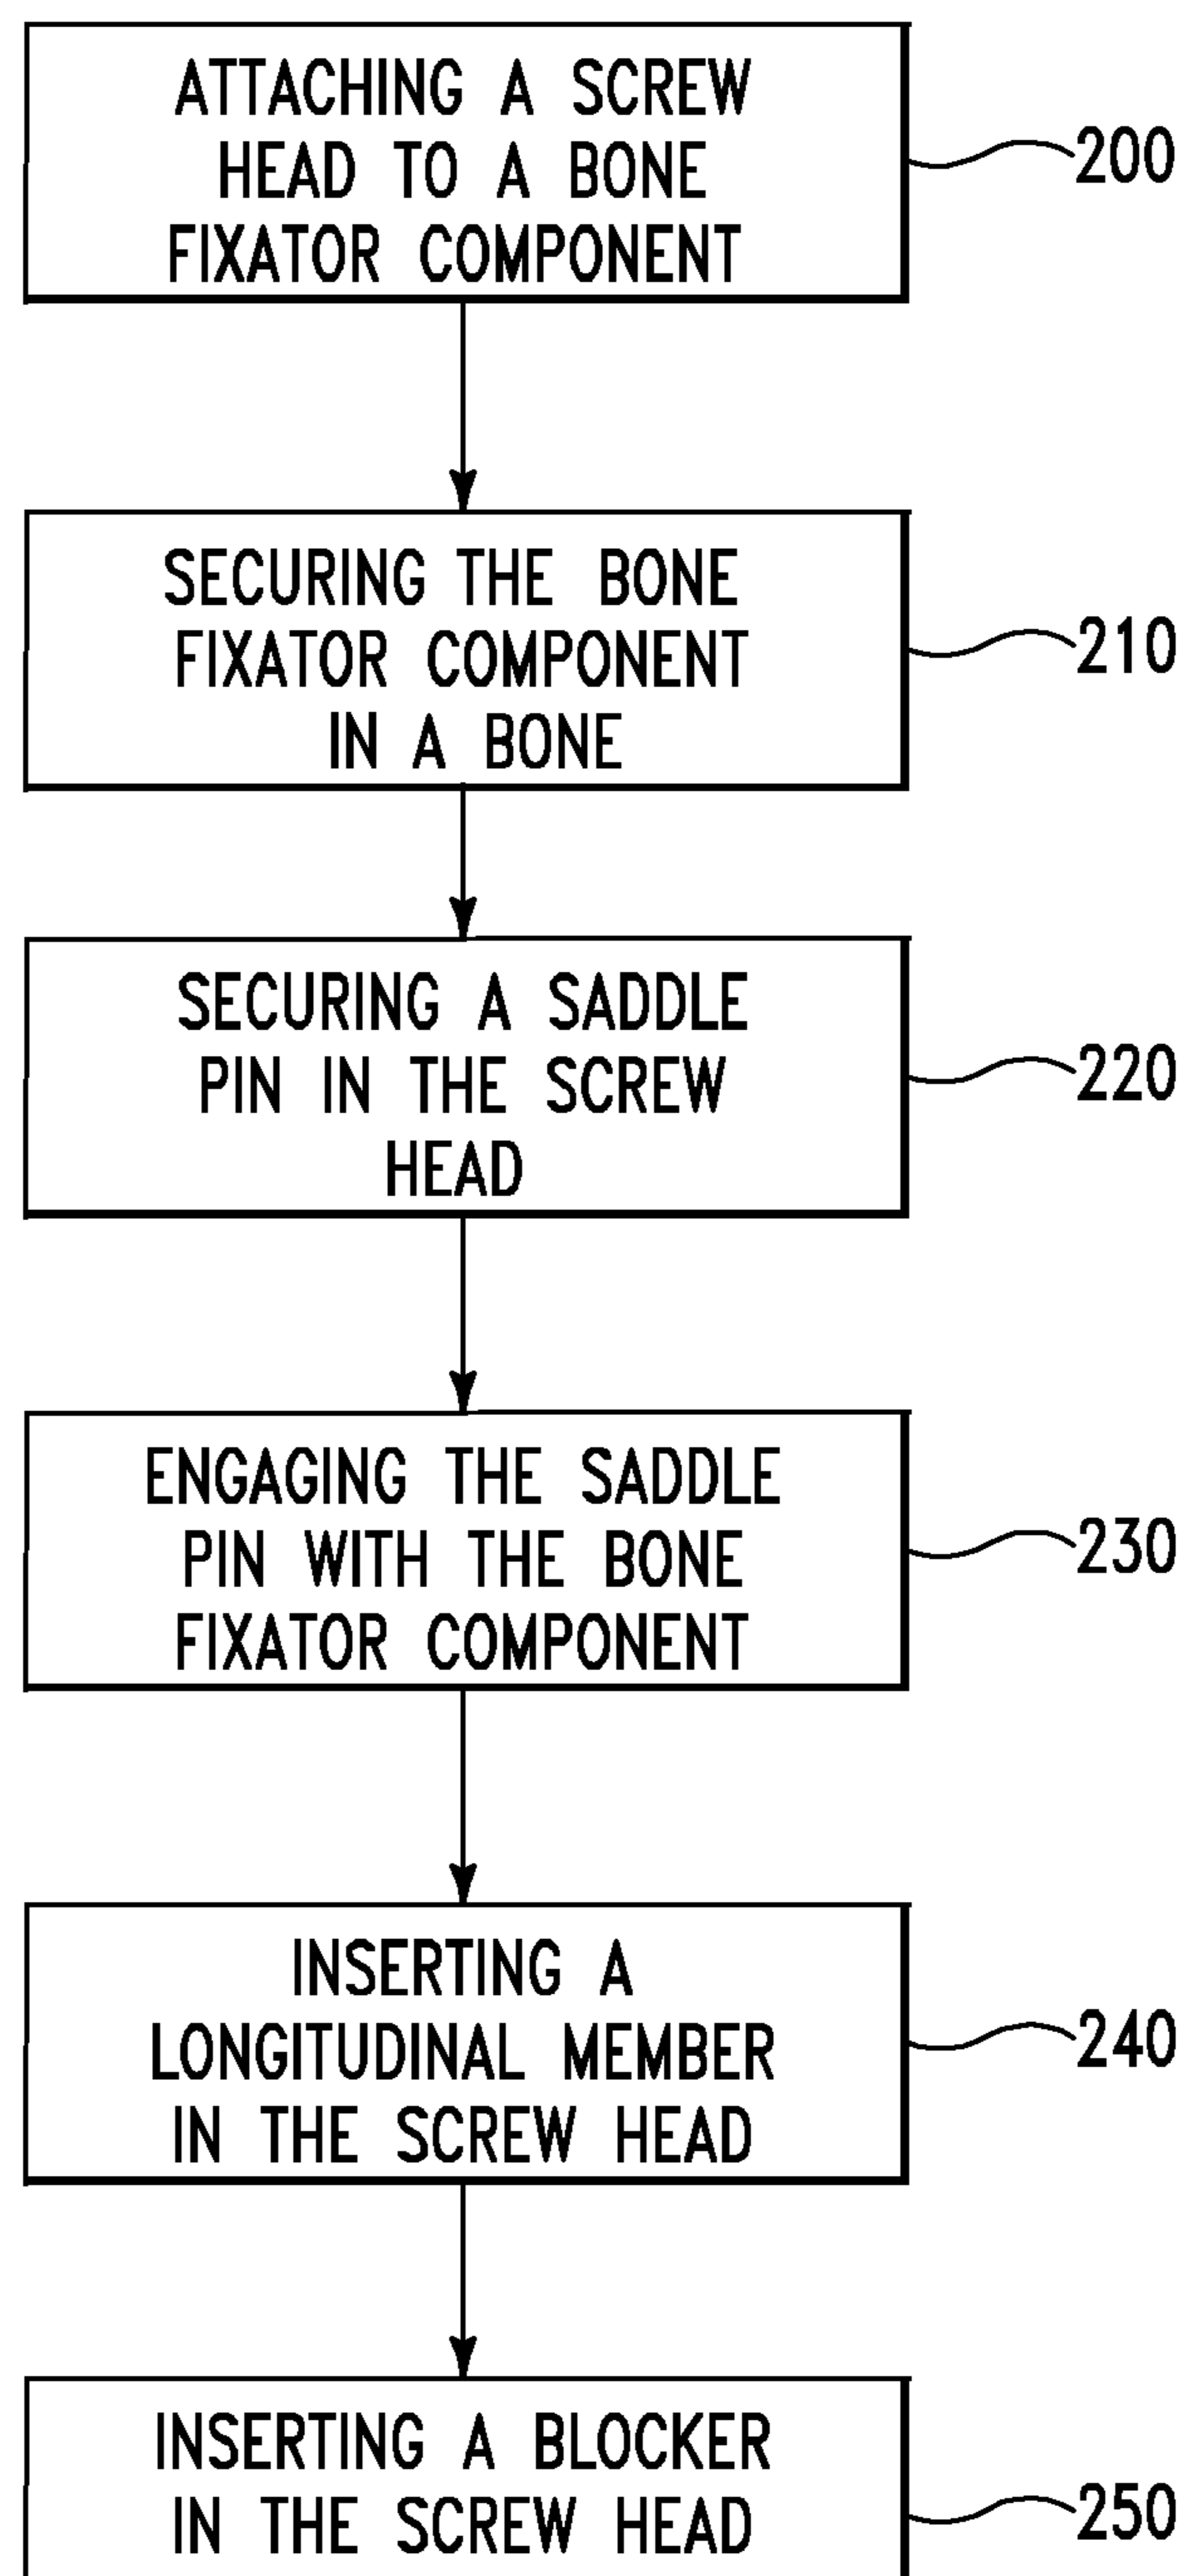 ATTACHING A SCREW
HEAD TO A BONE
FIXATOR COMPONENT
200
SECURING THE BONE
FIXATOR COMPONENT
IN A BONE
210
SECURING A SADDLE
PIN IN THE SCREW
HEAD
220
ENGAGING THE SADDLE
PIN WITH THE BONE
FIXATOR COMPONENT
230
INSERTING A
LONGITUDINAL MEMBER
IN THE SCREW HEAD
240
INSERTING A BLOCKER
IN THE SCREW HEAD
250